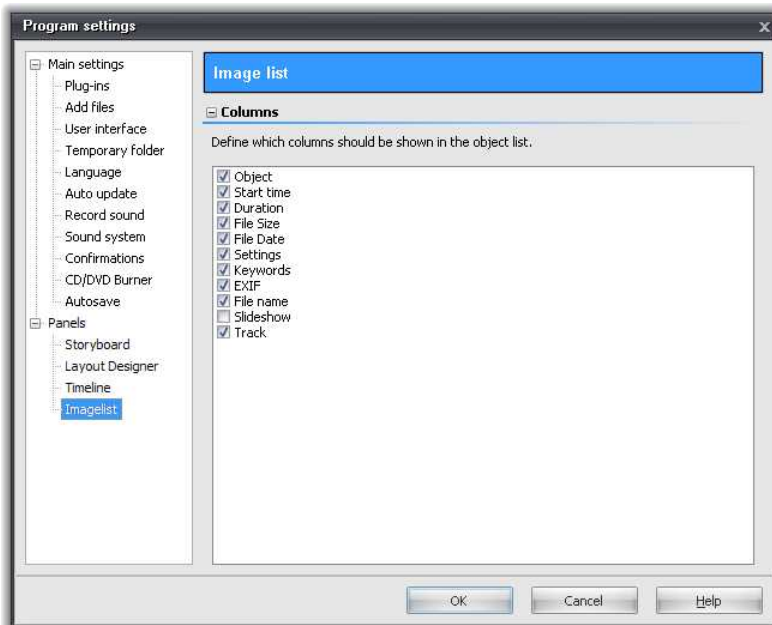 Program settings
x
Main settings
Plug-ins
Add files
User interface
Temporary folder
Language
Auto update
Record sound
Sound system
Confirmations
CD/DVD Burner
Autosave
Panels
Storyboard
Layout Designer
Timeline
Imagelist
Image list
Columns
Define which columns should be shown in the object list.
Object
Start time
Duration
File Size
File Date
Settings
Keywords
EXIF
File name
Slideshow
Track
OK
Cancel
Help